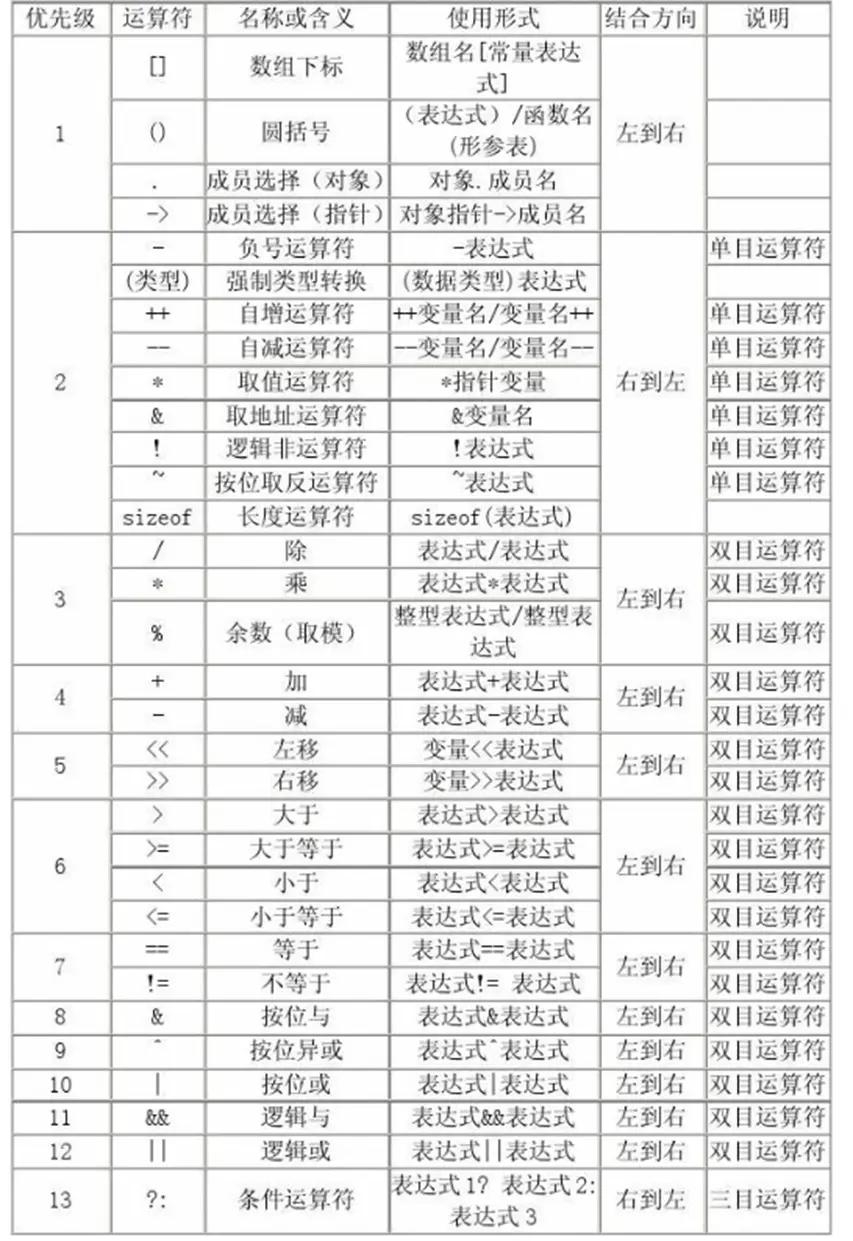 优先级 运算符 名称或含义 使用形式 结合方向 说明
1 [] 数组下标 数组名[常量表达
式] 左到右
() 圆括号 (表达式)/函数名
(形参表)
. 成员选择（对象） 对象.成员名
-> 成员选择（指针） 对象指针->成员名
2 - 负号运算符 -表达式 右到左 单目运算符
(类型) 强制类型转换 (数据类型)表达式
++ 自增运算符 ++变量名/变量名++ 单目运算符
-- 自减运算符 --变量名/变量名-- 单目运算符
* 取值运算符 *指针变量 单目运算符
& 取地址运算符 &变量名 单目运算符
! 逻辑非运算符 !表达式 单目运算符
~ 按位取反运算符 ~表达式 单目运算符
sizeof 长度运算符 sizeof(表达式)
3 / 除 表达式/表达式 左到右 双目运算符
* 乘 表达式*表达式 双目运算符
% 余数（取模） 整型表达式/整型表
达式 双目运算符
4 + 加 表达式+表达式 左到右 双目运算符
- 减 表达式-表达式 双目运算符
5 << 左移 变量<<表达式 左到右 双目运算符
>> 右移 变量>>表达式 双目运算符
6 > 大于 表达式>表达式 左到右 双目运算符
>= 大于等于 表达式>=表达式 双目运算符
< 小于 表达式<表达式 双目运算符
<= 小于等于 表达式<=表达式 双目运算符
7 == 等于 表达式==表达式 左到右 双目运算符
!= 不等于 表达式!= 表达式 双目运算符
8 & 按位与 表达式&表达式 左到右 双目运算符
9 ^ 按位异或 表达式^表达式 左到右 双目运算符
10 | 按位或 表达式|表达式 左到右 双目运算符
11 && 逻辑与 表达式&&表达式 左到右 双目运算符
12 || 逻辑或 表达式||表达式 左到右 双目运算符
13 ?: 条件运算符 表达式1? 表达式2:
表达式3 右到左 三目运算符